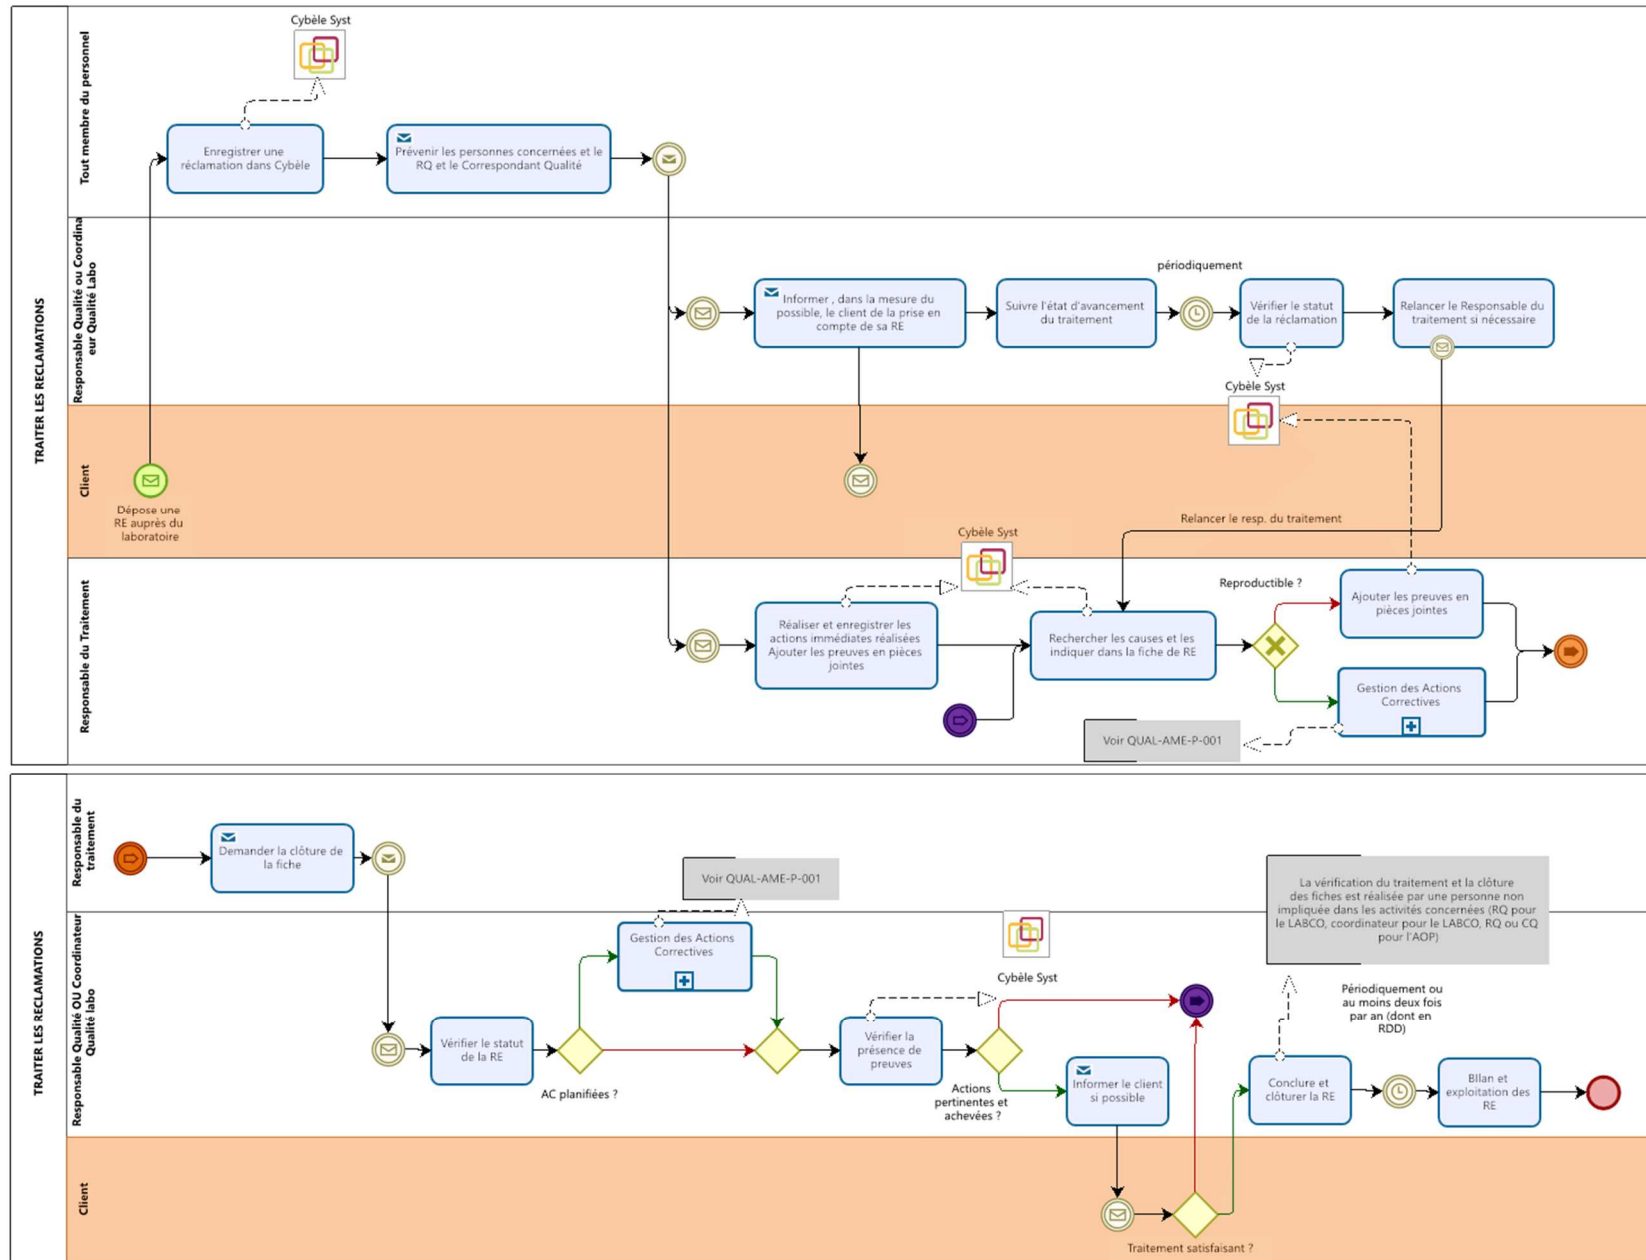 TRAITER LES RECLAMATIONS
Tout membre du personnel
Cybèle Syst
Enregistrer une
réclamation dans Cybèle
Prévenir les personnes concernées et le
RQ et le Correspondant Qualité
Responsable Qualité ou Coordina
eur Qualité Labo
périodiquement
Informer , dans la mesure du
possible, le client de la prise en
compte de sa RE
Suivre l'état d'avancement
du traitement
Vérifier le statut
de la réclamation
Relancer le Responsable du
traitement si nécessaire
Cybèle Syst
Client
Dépose une
RE auprès du
laboratoire
Relancer le resp. du traitement
Cybèle Syst
Responsable du Traitement
Réaliser et enregistrer les
actions immédiates réalisées
Ajouter les preuves en pièces
jointes
Rechercher les causes et les
indiquer dans la fiche de RE
Reproductible ?
Ajouter les preuves en
pièces jointes
Gestion des Actions
Correctives
Voir QUAL-AME-P-001
TRAITER LES RECLAMATIONS
Responsable du
traitement
Demander la clôture de
la fiche
Voir QUAL-AME-P-001
La vérification du traitement et la clôture
des fiches est réalisée par une personne non
impliquée dans les activités concernées (RQ pour
le LABCO, coordinateur pour le LABCO, RQ ou CQ
pour l'AOP)
Responsable Qualité OU Coordinateur
Qualité labo
Gestion des Actions
Correctives
Cybèle Syst
Périodiquement ou
au moins deux fois
par an (dont en
RDD)
Vérifier le statut
de la RE
AC planifiées ?
Vérifier la
présence de
preuves
Actions
pertinentes et
achevées ?
Informer le client
si possible
Conclure et
clôturer la RE
BIlan et
exploitation des
RE
Client
Traitement satisfaisant ?